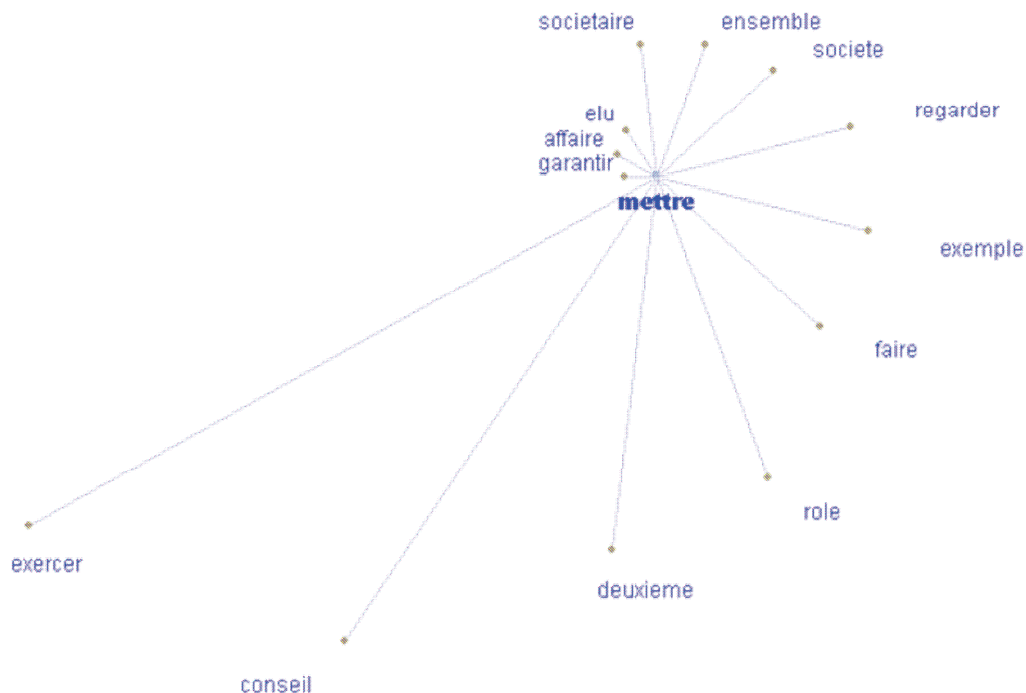 societaire
ensemble
societe
elu
regarder
affaire
garantir
mettre
exemple
faire
role
exercer
deuxieme
conseil